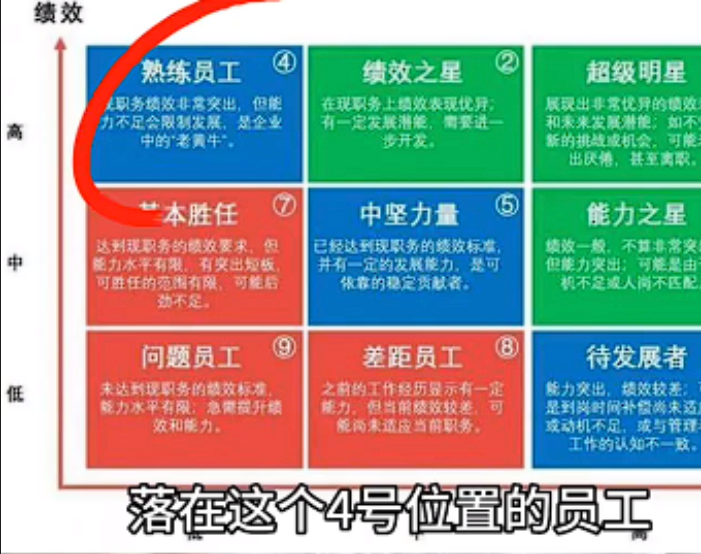 绩效
熟练员工 ④
现职务绩效非常突出，但能
力不足会限制发展，是企业
中的“老黄牛”。
绩效之星 ②
在现职务上绩效表现优异；
有一定发展潜能，需要进一
步开发。
超级明星
展现出非常优异的绩效
和未来发展潜能；如不
新的挑战或机会，可能
出厌倦，甚至离职。
高
基本胜任 ⑦
达到现职务的绩效要求，但
能力水平有限，有突出短板，
可胜任的范围有限，可能后
劲不足。
中坚力量 ⑤
已经达到现职务的绩效标准，
并有一定的发展能力，是可
依靠的稳定贡献者。
能力之星
绩效一般，不算非常突
但能力突出；可能是由
机不足或人岗不匹配
中
问题员工 ⑨
未达到现职务的绩效标准，
能力水平有限；急需提升绩
效和能力。
差距员工 ⑧
之前的工作经历显示有一定
能力，但当前绩效较差，可
能尚未适应当前职务。
待发展者
能力突出，绩效较差；
是到岗时间补偿尚未适
或动机不足，或与管理
工作的认知不一致。
低
落在这个4号位置的员工